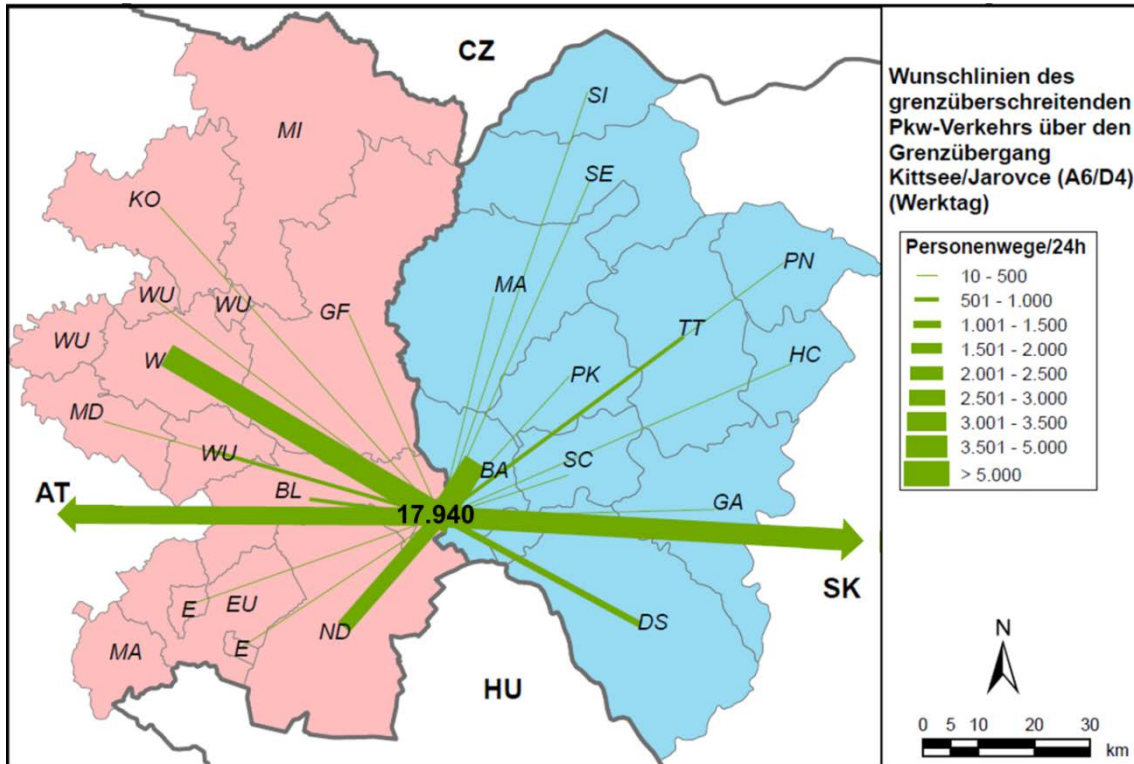 CZ
SI
MI
SE
KO
PN
MA
WU
WU
GF
TT
WU
HC
W
PK
MD
WU
BA
SC
BL
AT
GA
17.940
SK
E
EU
ND
DS
E
MA
HU
Wunschlinien des
grenzüberschreitenden
Pkw-Verkehrs über den
Grenzübergang
Kittsee/Jarovce (A6/D4)
(Werktag)
Personenwege/24h
10 - 500
501 - 1.000
1.001 - 1.500
1.501 - 2.000
2.001 - 2.500
2.501 - 3.000
3.001 - 3.500
3.501 - 5.000
> 5.000
N
0 5 10 20 30
km